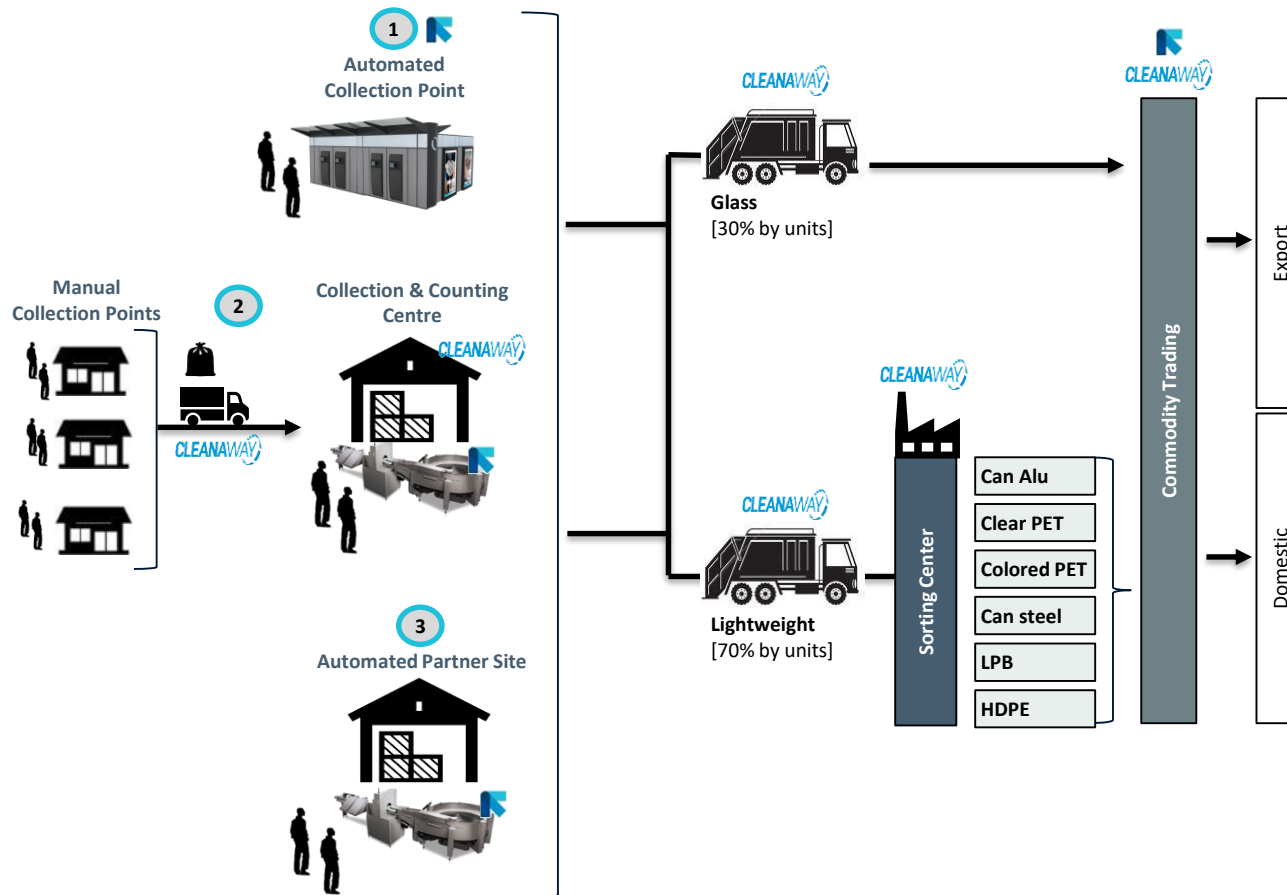 1
Automated
Collection Point
Manual
Collection Points
2
CLEANAWAY
Collection & Counting
Centre
CLEANAWAY
3
Automated Partner Site
CLEANAWAY
Glass
[30% by units]
CLEANAWAY
Lightweight
[70% by units]
CLEANAWAY
Sorting Center
Can Alu
Clear PET
Colored PET
Can steel
LPB
HDPE
CLEANAWAY
Commodity Trading
Export
Domestic